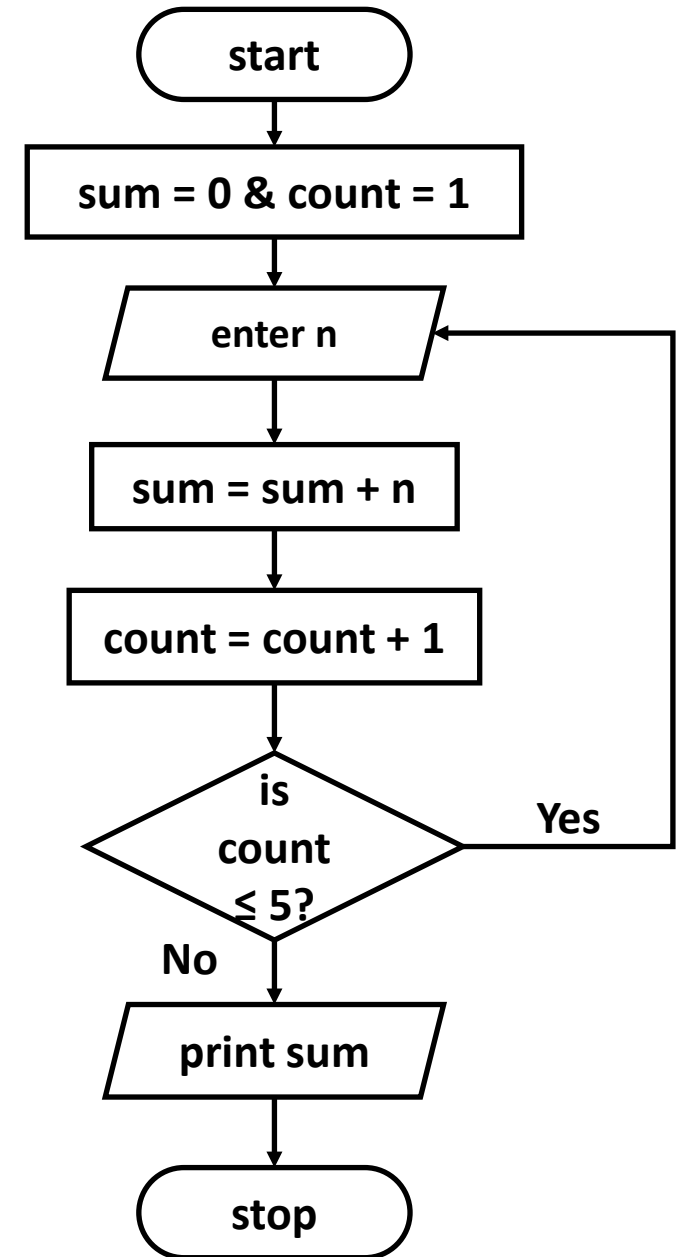 start
sum = 0 & count = 1
enter n
sum = sum + n
count = count + 1
is
count
≤ 5?
Yes
No
print sum
stop